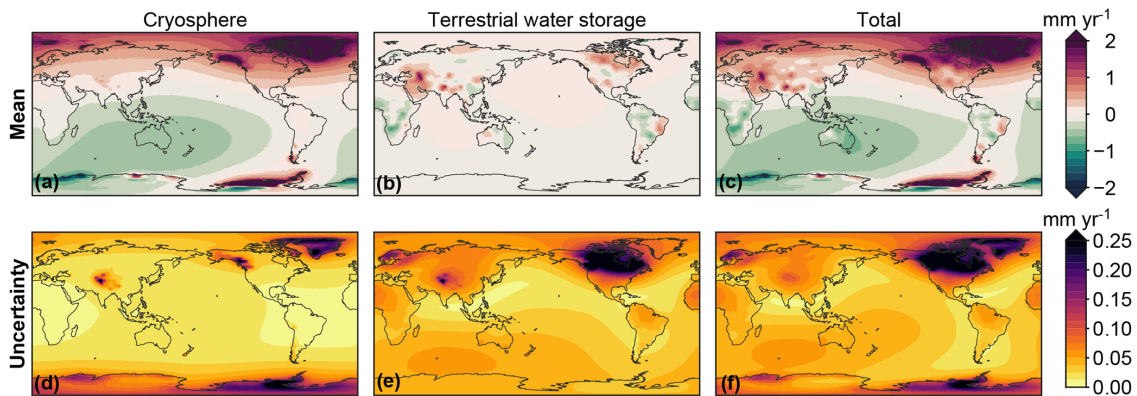 Cryosphere Terrestrial water storage Total mm yr⁻¹
Mean
2
1
0
−1
−2
(a) (b) (c)
mm yr⁻¹
Uncertainty
0.25
0.20
0.15
0.10
0.05
0.00
(d) (e) (f)